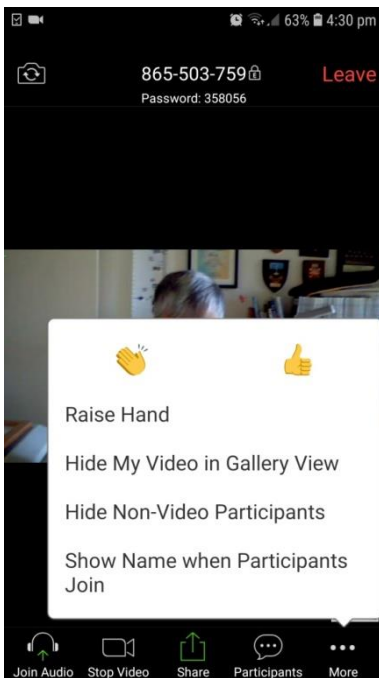 63% 4:30 pm
865-503-759 Leave
Password: 358056
Raise Hand
Hide My Video in Gallery View
Hide Non-Video Participants
Show Name when Participants
Join
Join Audio Stop Video Share Participants More